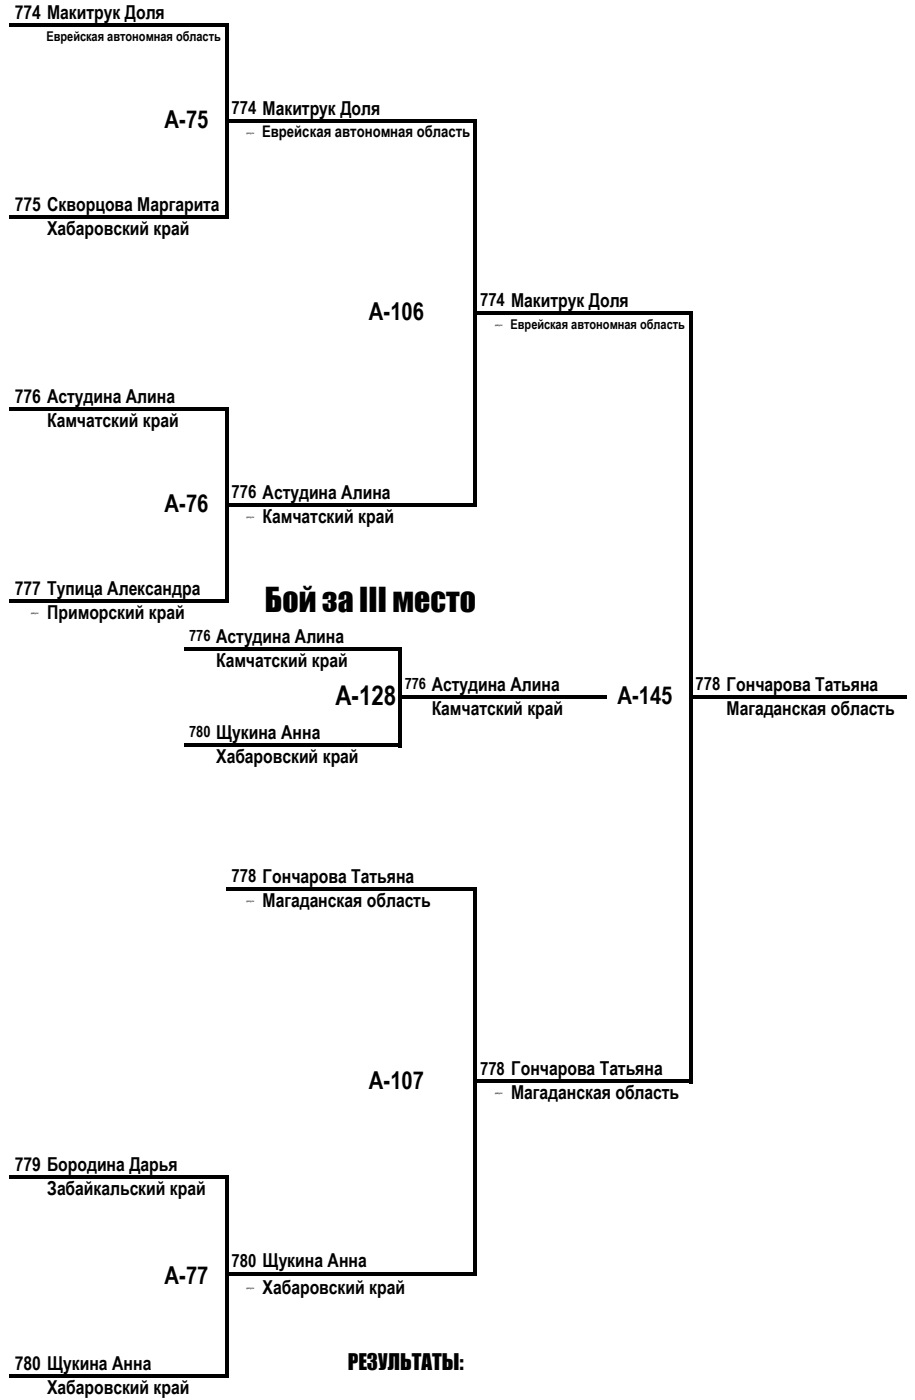 774 Макитрук Доля
Еврейская автономная область
А-75
774 Макитрук Доля
– Еврейская автономная область
775 Скворцова Маргарита
Хабаровский край
А-106
774 Макитрук Доля
– Еврейская автономная область
776 Астудина Алина
Камчатский край
А-76
776 Астудина Алина
– Камчатский край
777 Тупица Александра
– Приморский край
Бой за III место
776 Астудина Алина
Камчатский край
А-128
776 Астудина Алина
Камчатский край
780 Щукина Анна
Хабаровский край
А-145
778 Гончарова Татьяна
Магаданская область
778 Гончарова Татьяна
– Магаданская область
А-107
778 Гончарова Татьяна
– Магаданская область
779 Бородина Дарья
Забайкальский край
А-77
780 Щукина Анна
– Хабаровский край
780 Щукина Анна
Хабаровский край
РЕЗУЛЬТАТЫ: